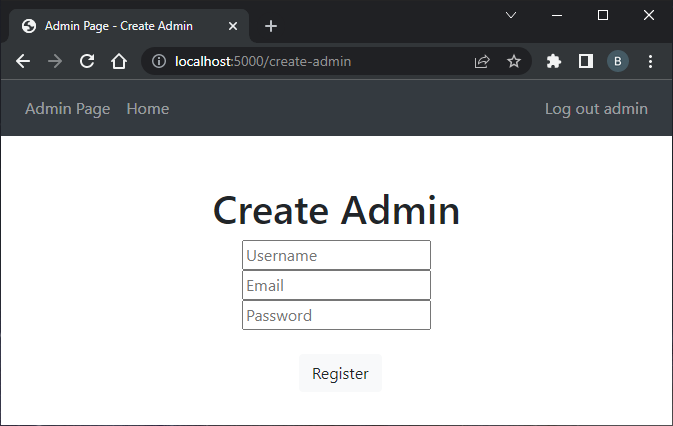 Admin Page - Create Admin
localhost:5000/create-admin
B
Admin Page Home Log out admin
Create Admin
Username
Email
Password
Register